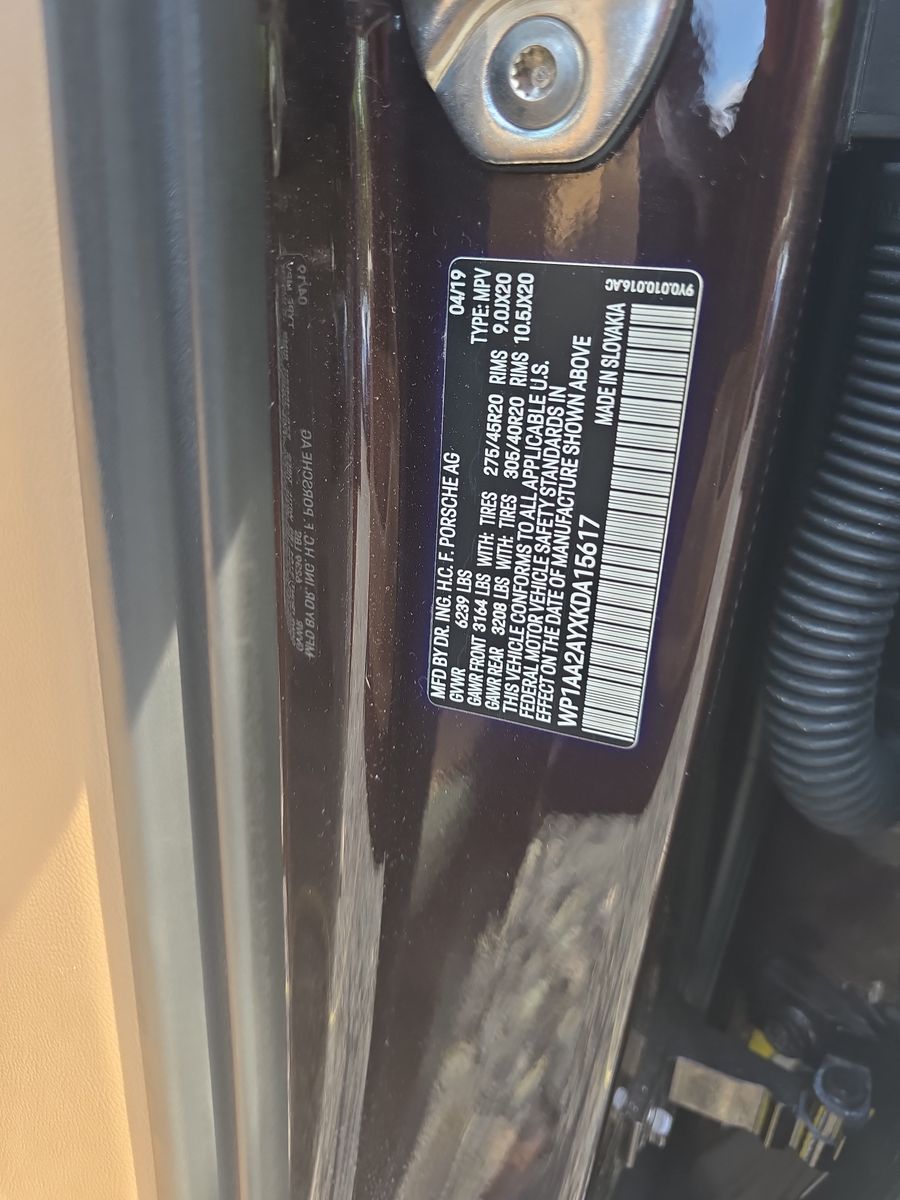 MFD BY DR. ING. H.C. F. PORSCHE AG 04/19
GVWR 6239 LBS TYPE: MPV
GAWR FRONT 3164 LBS WITH: TIRES 275/45R20 RIMS 9.0JX20
GAWR REAR 3208 LBS WITH: TIRES 305/40R20 RIMS 10.5JX20
THIS VEHICLE CONFORMS TO ALL APPLICABLE U.S.
FEDERAL MOTOR VEHICLE SAFETY STANDARDS IN
EFFECT ON THE DATE OF MANUFACTURE SHOWN ABOVE
WP1AA2AYXKDA15617 MADE IN SLOVAKIA
9Y0.010.016.AC